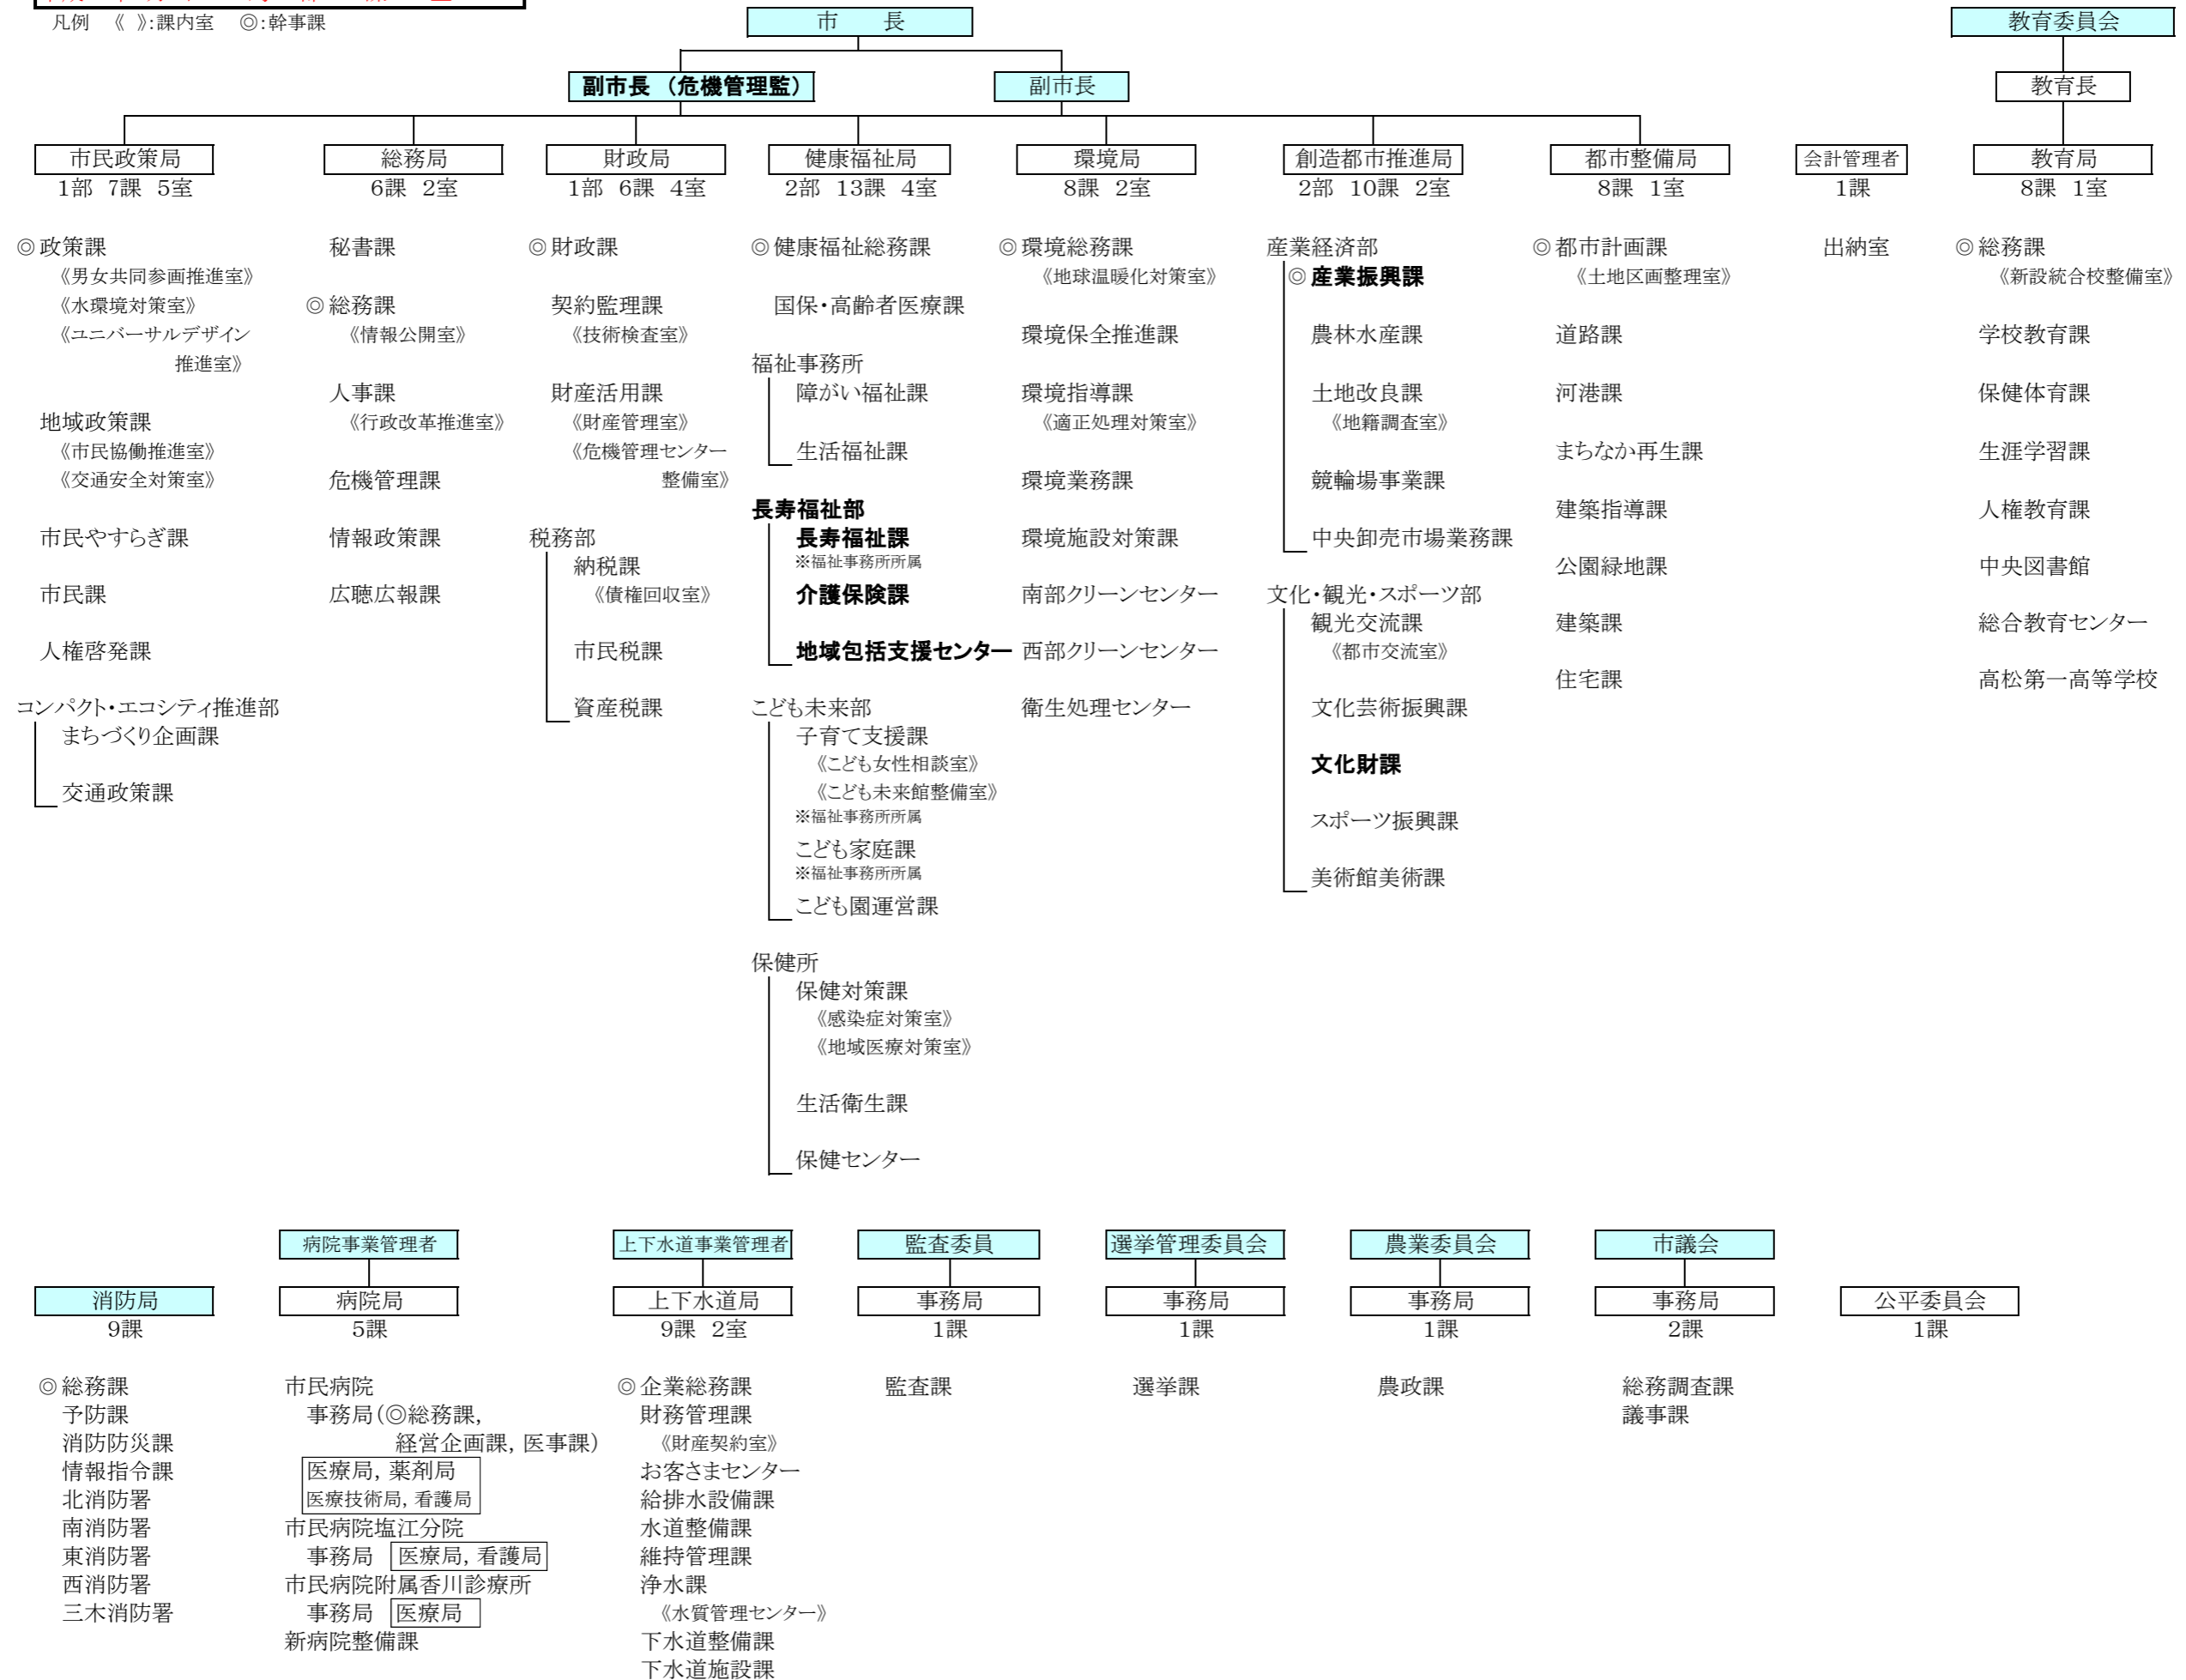 凡例 《 》:課内室 ◎:幹事課
市 長
教育委員会
副市長 （危機管理監）
副市長
教育長
市民政策局
1部 7課 5室
総務局
6課 2室
財政局
1部 6課 4室
健康福祉局
2部 13課 4室
環境局
8課 2室
創造都市推進局
2部 10課 2室
都市整備局
8課 1室
会計管理者
1課
教育局
8課 1室
◎政策課
《男女共同参画推進室》
《水環境対策室》
《ユニバーサルデザイン
推進室》
地域政策課
《市民協働推進室》
《交通安全対策室》
市民やすらぎ課
市民課
人権啓発課
コンパクト・エコシティ推進部
まちづくり企画課
交通政策課
秘書課
◎総務課
《情報公開室》
人事課
《行政改革推進室》
危機管理課
情報政策課
広聴広報課
◎財政課
契約監理課
《技術検査室》
財産活用課
《財産管理室》
《危機管理センター
整備室》
税務部
納税課
《債権回収室》
市民税課
資産税課
◎健康福祉総務課
国保・高齢者医療課
福祉事務所
障がい福祉課
生活福祉課
長寿福祉部
長寿福祉課
※福祉事務所所属
介護保険課
地域包括支援センター
こども未来部
子育て支援課
《こども女性相談室》
《こども未来館整備室》
※福祉事務所所属
こども家庭課
※福祉事務所所属
こども園運営課
保健所
保健対策課
《感染症対策室》
《地域医療対策室》
生活衛生課
保健センター
◎環境総務課
《地球温暖化対策室》
環境保全推進課
環境指導課
《適正処理対策室》
環境業務課
環境施設対策課
南部クリーンセンター
西部クリーンセンター
衛生処理センター
産業経済部
◎産業振興課
農林水産課
土地改良課
《地籍調査室》
競輪場事業課
中央卸売市場業務課
文化・観光・スポーツ部
観光交流課
《都市交流室》
文化芸術振興課
文化財課
スポーツ振興課
美術館美術課
◎都市計画課
《土地区画整理室》
道路課
河港課
まちなか再生課
建築指導課
公園緑地課
建築課
住宅課
出納室
◎総務課
《新設統合校整備室》
学校教育課
保健体育課
生涯学習課
人権教育課
中央図書館
総合教育センター
高松第一高等学校
消防局
9課
◎総務課
予防課
消防防災課
情報指令課
北消防署
南消防署
東消防署
西消防署
三木消防署
病院事業管理者
病院局
5課
市民病院
事務局(◎総務課,
経営企画課, 医事課)
医療局, 薬剤局
医療技術局, 看護局
市民病院塩江分院
事務局 医療局, 看護局
市民病院附属香川診療所
事務局 医療局
新病院整備課
上下水道事業管理者
上下水道局
9課 2室
◎企業総務課
財務管理課
《財産契約室》
お客さまセンター
給排水設備課
水道整備課
維持管理課
浄水課
《水質管理センター》
下水道整備課
下水道施設課
監査委員
事務局
1課
監査課
選挙管理委員会
事務局
1課
選挙課
農業委員会
事務局
1課
農政課
市議会
事務局
2課
総務調査課
議事課
公平委員会
1課